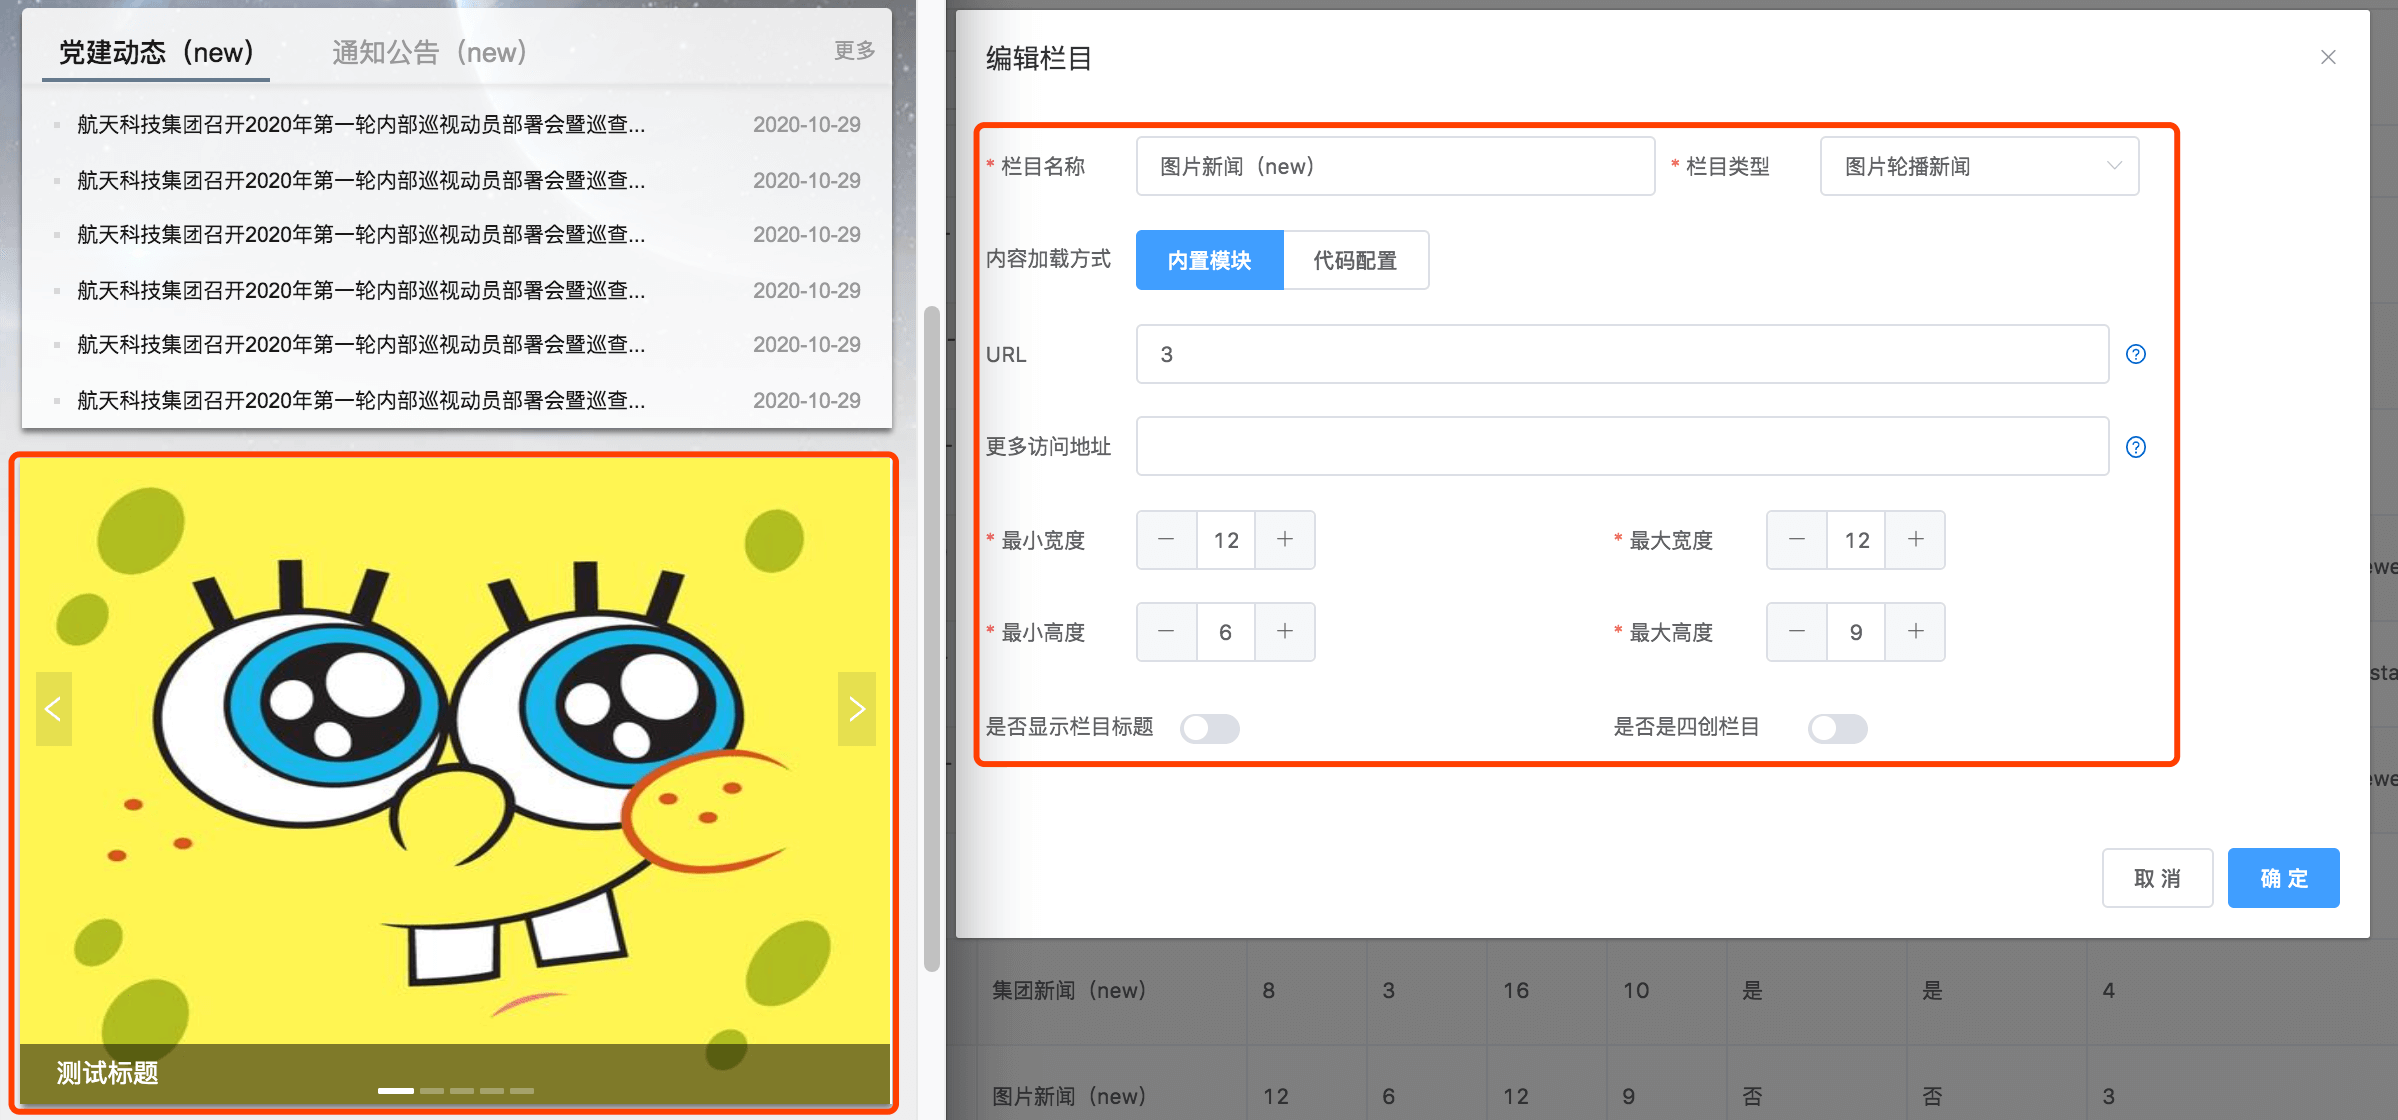 党建动态（new）
通知公告（new）
更多
航天科技集团召开2020年第一轮内部巡视动员部署会暨巡查...
2020-10-29
航天科技集团召开2020年第一轮内部巡视动员部署会暨巡查...
2020-10-29
航天科技集团召开2020年第一轮内部巡视动员部署会暨巡查...
2020-10-29
航天科技集团召开2020年第一轮内部巡视动员部署会暨巡查...
2020-10-29
航天科技集团召开2020年第一轮内部巡视动员部署会暨巡查...
2020-10-29
航天科技集团召开2020年第一轮内部巡视动员部署会暨巡查...
2020-10-29
测试标题
编辑栏目
* 栏目名称
图片新闻（new）
* 栏目类型
图片轮播新闻
内容加载方式
内置模块
代码配置
URL
3
更多访问地址
* 最小宽度
12
* 最大宽度
12
* 最小高度
6
* 最大高度
9
是否显示栏目标题
是否是四创栏目
取 消
确 定
集团新闻（new） 8 3 16 10 是 是 4
图片新闻（new） 12 6 12 9 否 否 3